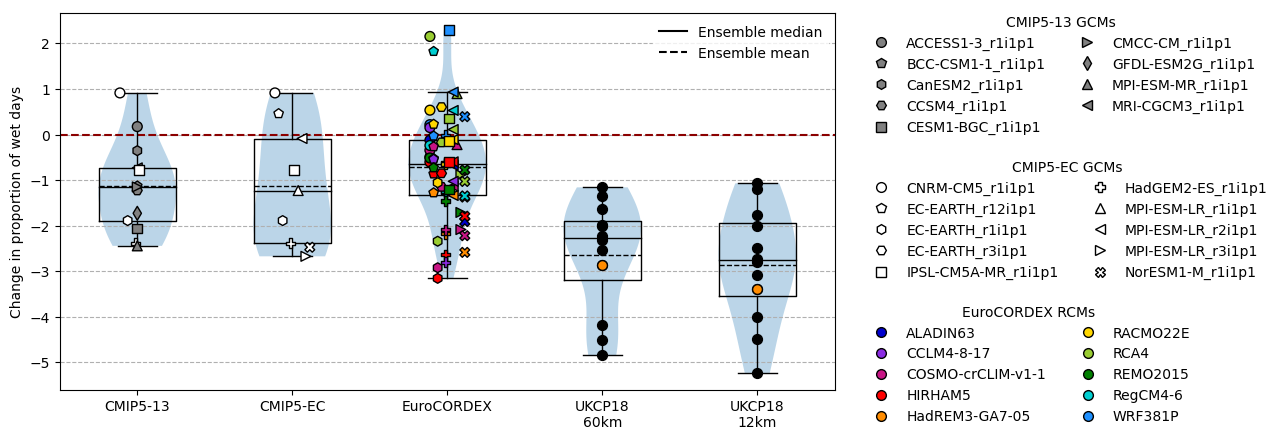 Change in proportion of wet days
2
1
0
−1
−2
−3
−4
−5
Ensemble median
Ensemble mean
CMIP5-13
CMIP5-EC
EuroCORDEX
UKCP18
60km
UKCP18
12km
CMIP5-13 GCMs
ACCESS1-3_r1i1p1
BCC-CSM1-1_r1i1p1
CanESM2_r1i1p1
CCSM4_r1i1p1
CESM1-BGC_r1i1p1
CMCC-CM_r1i1p1
GFDL-ESM2G_r1i1p1
MPI-ESM-MR_r1i1p1
MRI-CGCM3_r1i1p1
CMIP5-EC GCMs
CNRM-CM5_r1i1p1
EC-EARTH_r12i1p1
EC-EARTH_r1i1p1
EC-EARTH_r3i1p1
IPSL-CM5A-MR_r1i1p1
HadGEM2-ES_r1i1p1
MPI-ESM-LR_r1i1p1
MPI-ESM-LR_r2i1p1
MPI-ESM-LR_r3i1p1
NorESM1-M_r1i1p1
EuroCORDEX RCMs
ALADIN63
CCLM4-8-17
COSMO-crCLIM-v1-1
HIRHAM5
HadREM3-GA7-05
RACMO22E
RCA4
REMO2015
RegCM4-6
WRF381P